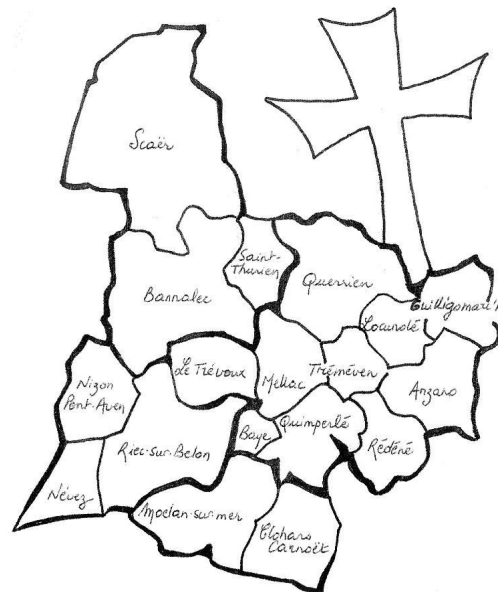 Scaër
Saint-
Thurien
Querrien
Bannalec
Guilligomarc'h
Locunolé
Le Trévoux
Mellac
Tréméven
Arzano
Nizon
Pont-Aven
Baye
Quimperlé
Rédéné
Riec-sur-Belon
Névez
Moëlan-sur-mer
Clohars
Carnoët